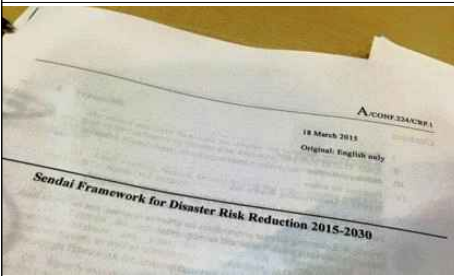 A/CONF.224/CRP.1
18 March 2015
Original: English only
Sendai Framework for Disaster Risk Reduction 2015-2030